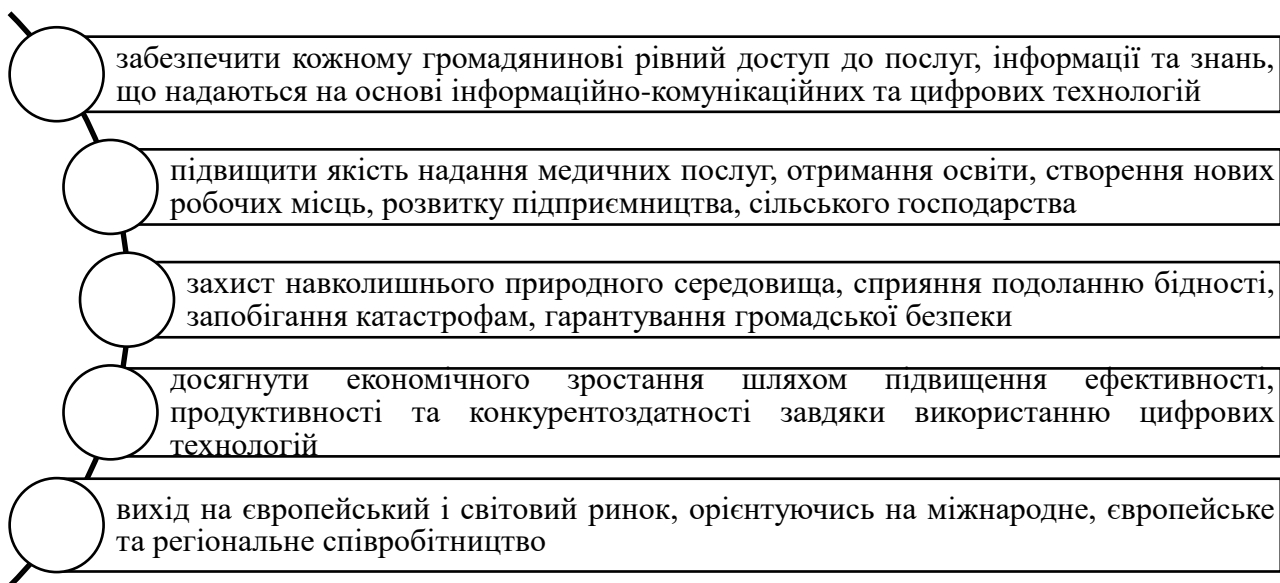 забезпечити кожному громадянинові рівний доступ до послуг, інформації та знань,
що надаються на основі інформаційно-комунікаційних та цифрових технологій
підвищити якість надання медичних послуг, отримання освіти, створення нових
робочих місць, розвитку підприємництва, сільського господарства
захист навколишнього природного середовища, сприяння подоланню бідності,
запобігання катастрофам, гарантування громадської безпеки
досягнути економічного зростання шляхом підвищення ефективності,
продуктивності та конкурентоздатності завдяки використанню цифрових
технологій
вихід на європейський і світовий ринок, орієнтуючись на міжнародне, європейське
та регіональне співробітництво